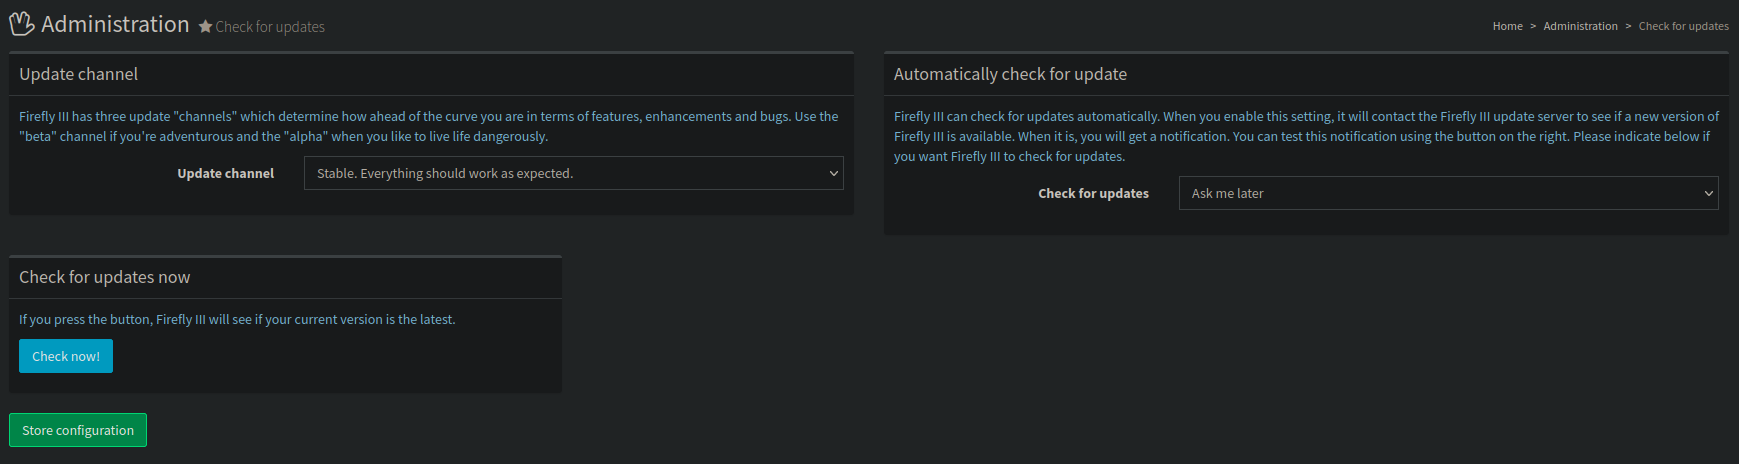 Administration Check for updates
Home > Administration > Check for updates
Update channel
Firefly III has three update "channels" which determine how ahead of the curve you are in terms of features, enhancements and bugs. Use the
"beta" channel if you're adventurous and the "alpha" when you like to live life dangerously.
Update channel
Stable. Everything should work as expected.
Automatically check for update
Firefly III can check for updates automatically. When you enable this setting, it will contact the Firefly III update server to see if a new version of
Firefly III is available. When it is, you will get a notification. You can test this notification using the button on the right. Please indicate below if
you want Firefly III to check for updates.
Check for updates
Ask me later
Check for updates now
If you press the button, Firefly III will see if your current version is the latest.
Check now!
Store configuration